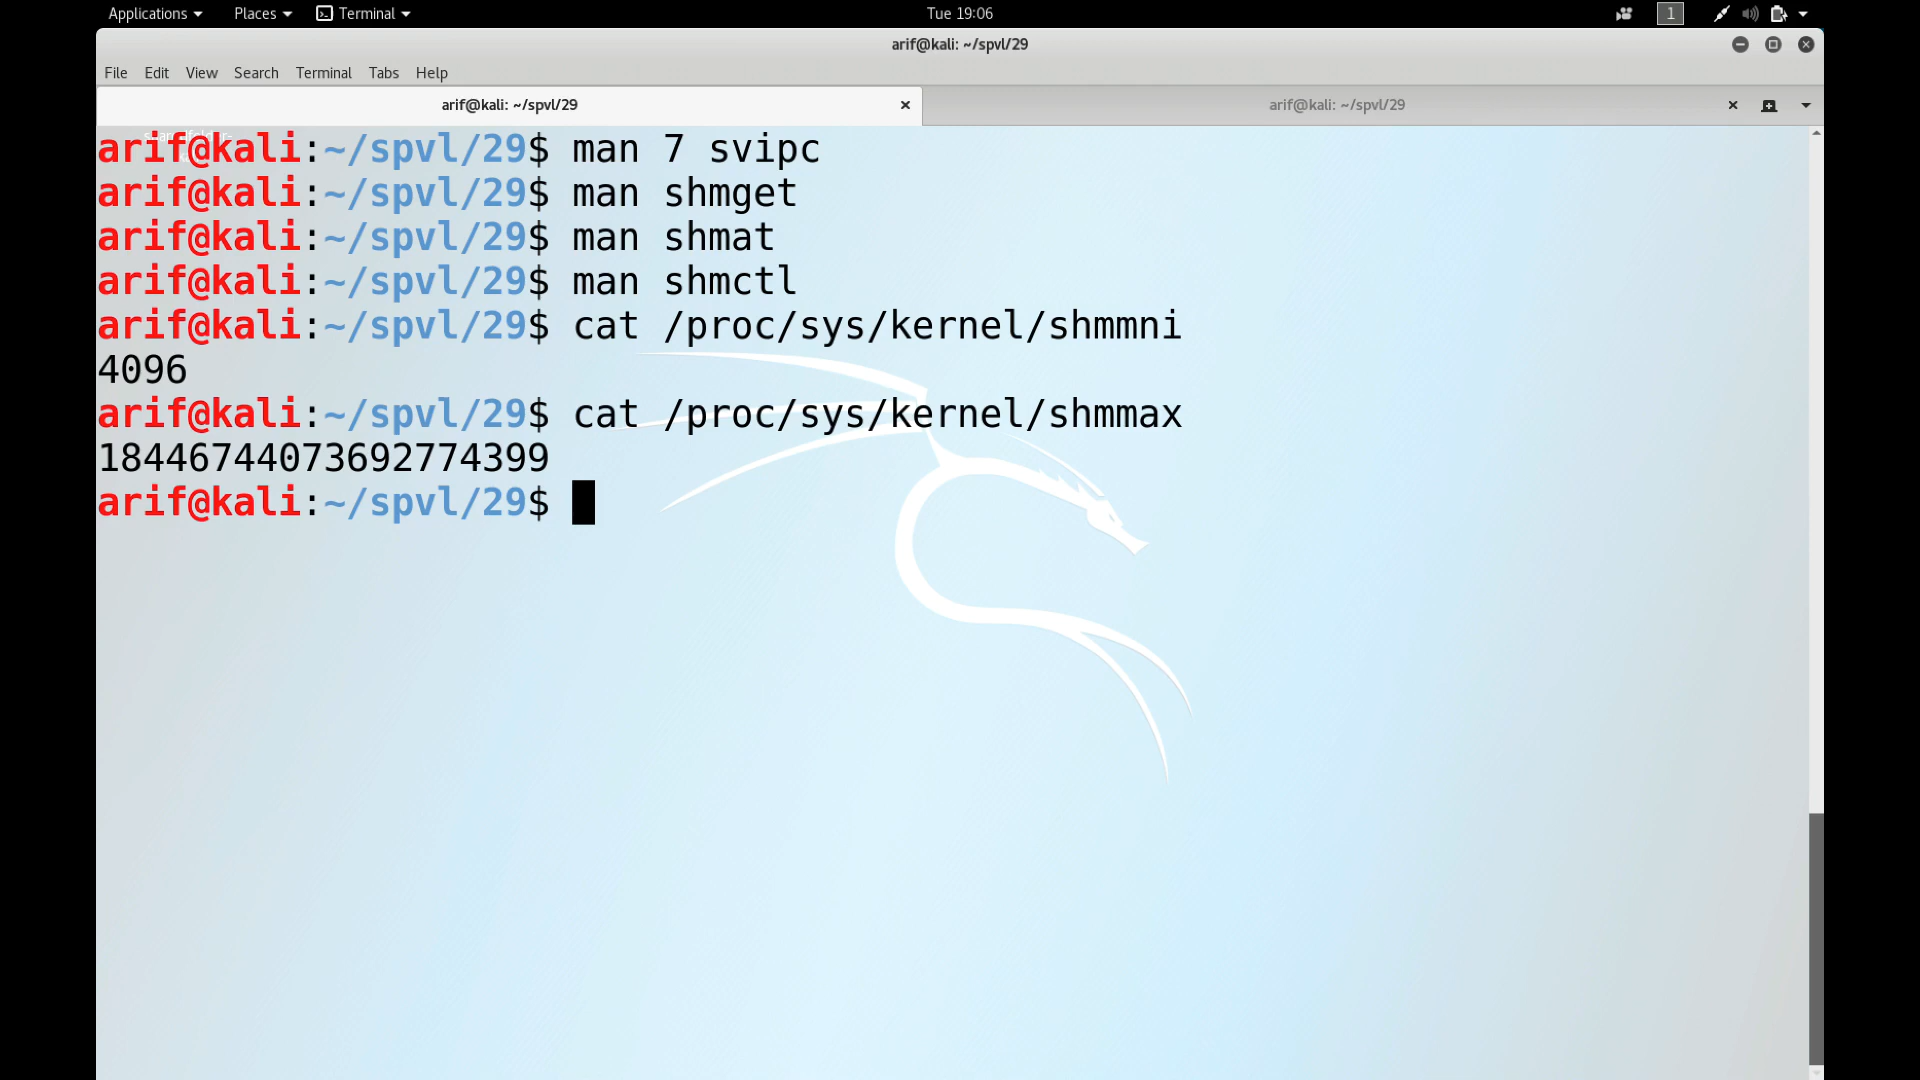 Applications Places Terminal Tue 19:06 1
arif@kali: ~/spvl/29
File Edit View Search Terminal Tabs Help
arif@kali: ~/spvl/29 arif@kali: ~/spvl/29
arif@kali:~/spvl/29$ man 7 svipc
arif@kali:~/spvl/29$ man shmget
arif@kali:~/spvl/29$ man shmat
arif@kali:~/spvl/29$ man shmctl
arif@kali:~/spvl/29$ cat /proc/sys/kernel/shmmni
4096
arif@kali:~/spvl/29$ cat /proc/sys/kernel/shmmax
18446744073692774399
arif@kali:~/spvl/29$